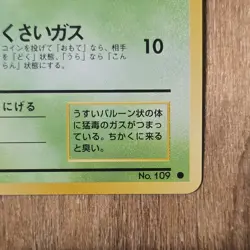 くさいガス
10
コインを投げて「おもて」なら、相手
を「どく」状態。「うら」なら「こん
らん」状態にする。
にげる
うすいバルーン状の体
に猛毒のガスがつまっ
ている。ちかくに来る
と臭い。
No. 109 ●